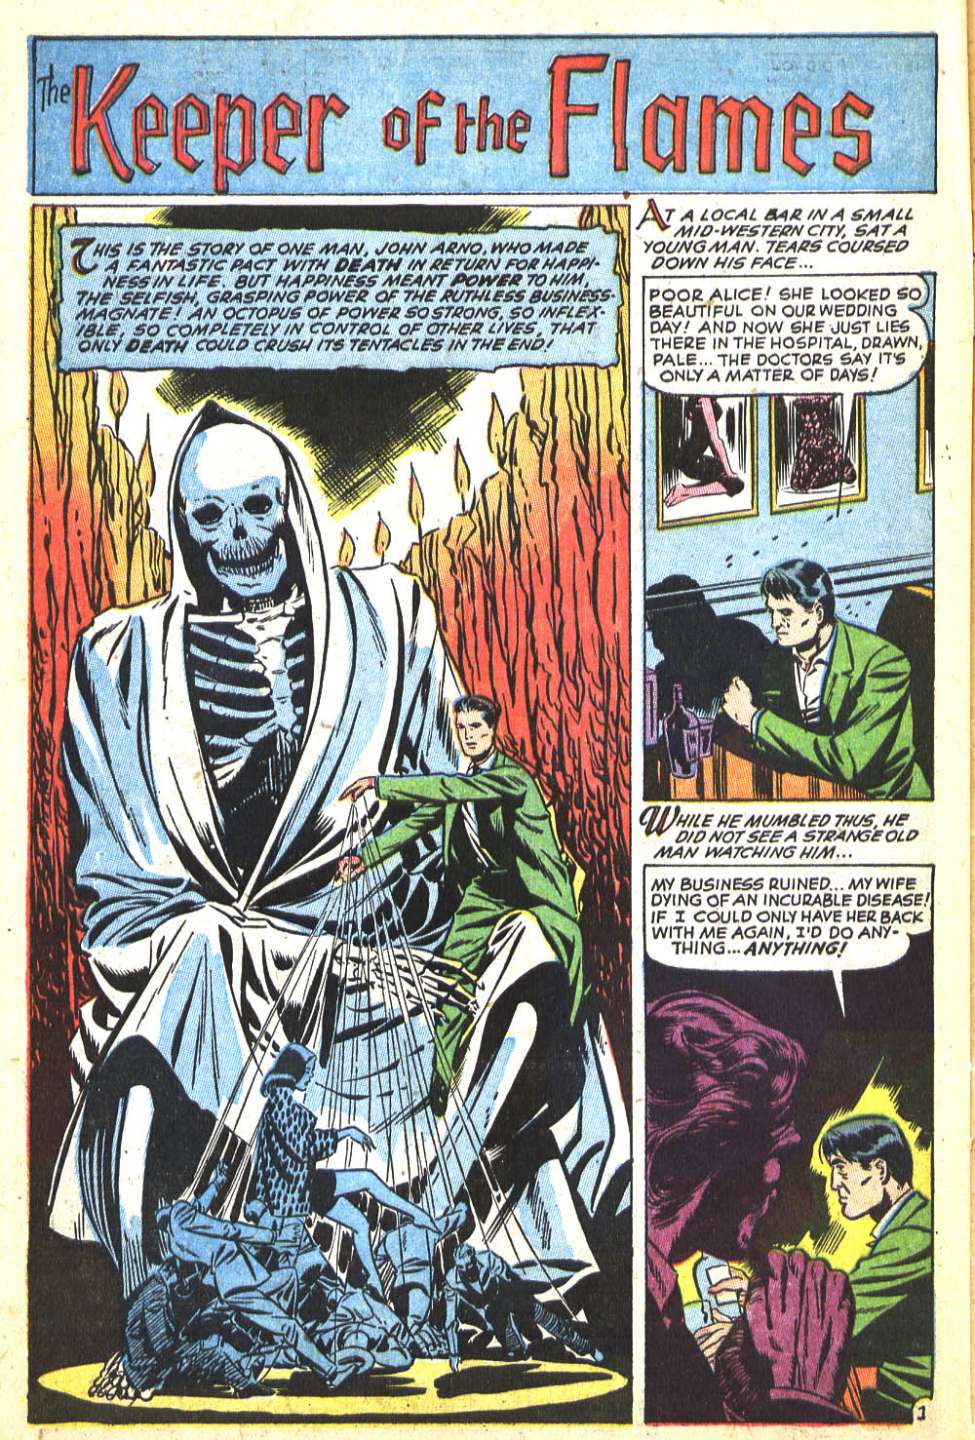 The Keeper of the Flames
THIS IS THE STORY OF ONE MAN, JOHN ARNO, WHO MADE
A FANTASTIC PACT WITH DEATH IN RETURN FOR HAPPI-
NESS IN LIFE. BUT HAPPINESS MEANT POWER TO HIM,
THE SELFISH, GRASPING POWER OF THE RUTHLESS BUSINESS-
MAGNATE! AN OCTOPUS OF POWER SO STRONG, SO INFLEX-
IBLE, SO COMPLETELY IN CONTROL OF OTHER LIVES, THAT
ONLY DEATH COULD CRUSH ITS TENTACLES IN THE END!
AT A LOCAL BAR IN A SMALL
MID-WESTERN CITY, SAT A
YOUNG MAN. TEARS COURSED
DOWN HIS FACE...
POOR ALICE! SHE LOOKED SO
BEAUTIFUL ON OUR WEDDING
DAY! AND NOW SHE JUST LIES
THERE IN THE HOSPITAL, DRAWN,
PALE... THE DOCTORS SAY IT'S
ONLY A MATTER OF DAYS!
WHILE HE MUMBLED THUS, HE
DID NOT SEE A STRANGE OLD
MAN WATCHING HIM...
MY BUSINESS RUINED... MY WIFE
DYING OF AN INCURABLE DISEASE!
IF I COULD ONLY HAVE HER BACK
WITH ME AGAIN, I'D DO ANY-
THING... ANYTHING!
1